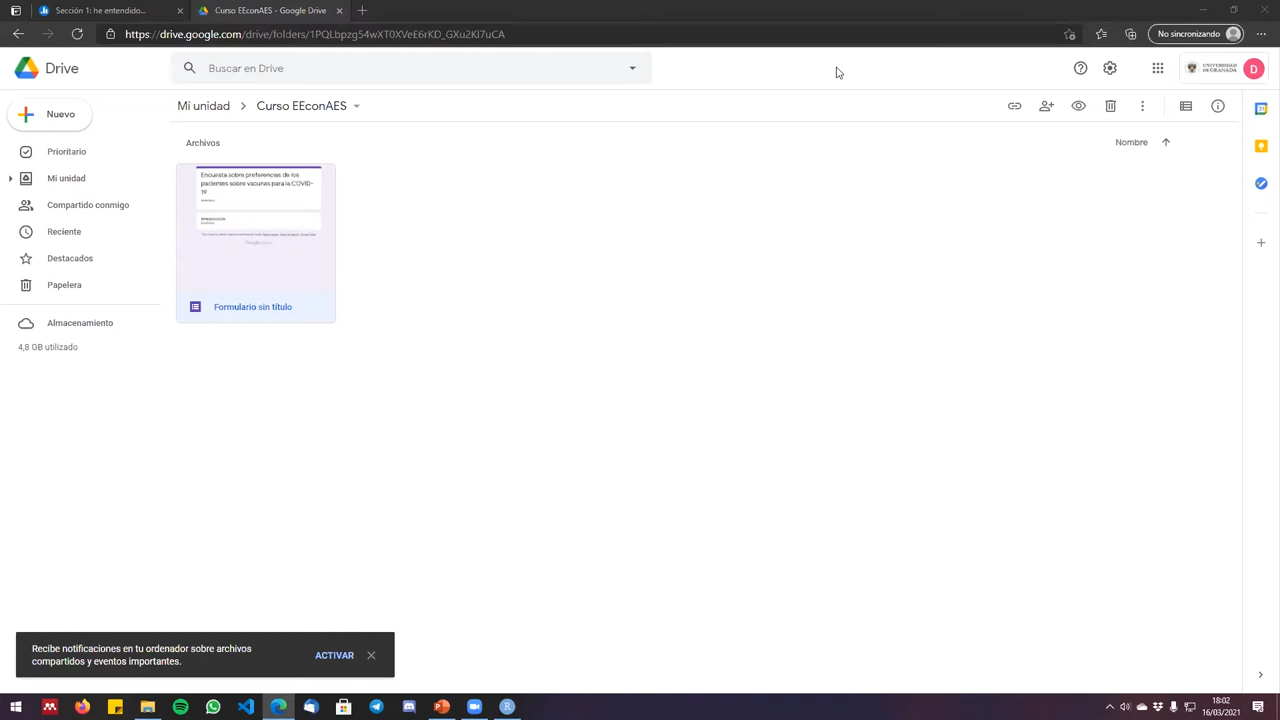 Sección 1: he entendido...
Curso EEconAES - Google Drive
https://drive.google.com/drive/folders/1PQLbpzg54wXT0XVeE6rKD_GXu2Kl7uCA
No sincronizando
Drive
Buscar en Drive
UNIVERSIDAD
DE GRANADA
D
Nuevo
Mi unidad
Curso EEconAES
Archivos
Nombre
Prioritario
Mi unidad
Compartido conmigo
Reciente
Destacados
Papelera
Almacenamiento
4,8 GB utilizado
Encuesta sobre preferencias de los
pacientes sobre vacunas para la COVID-
19
Formulario sin título
Recibe notificaciones en tu ordenador sobre archivos
compartidos y eventos importantes.
ACTIVAR
18:02
16/03/2021